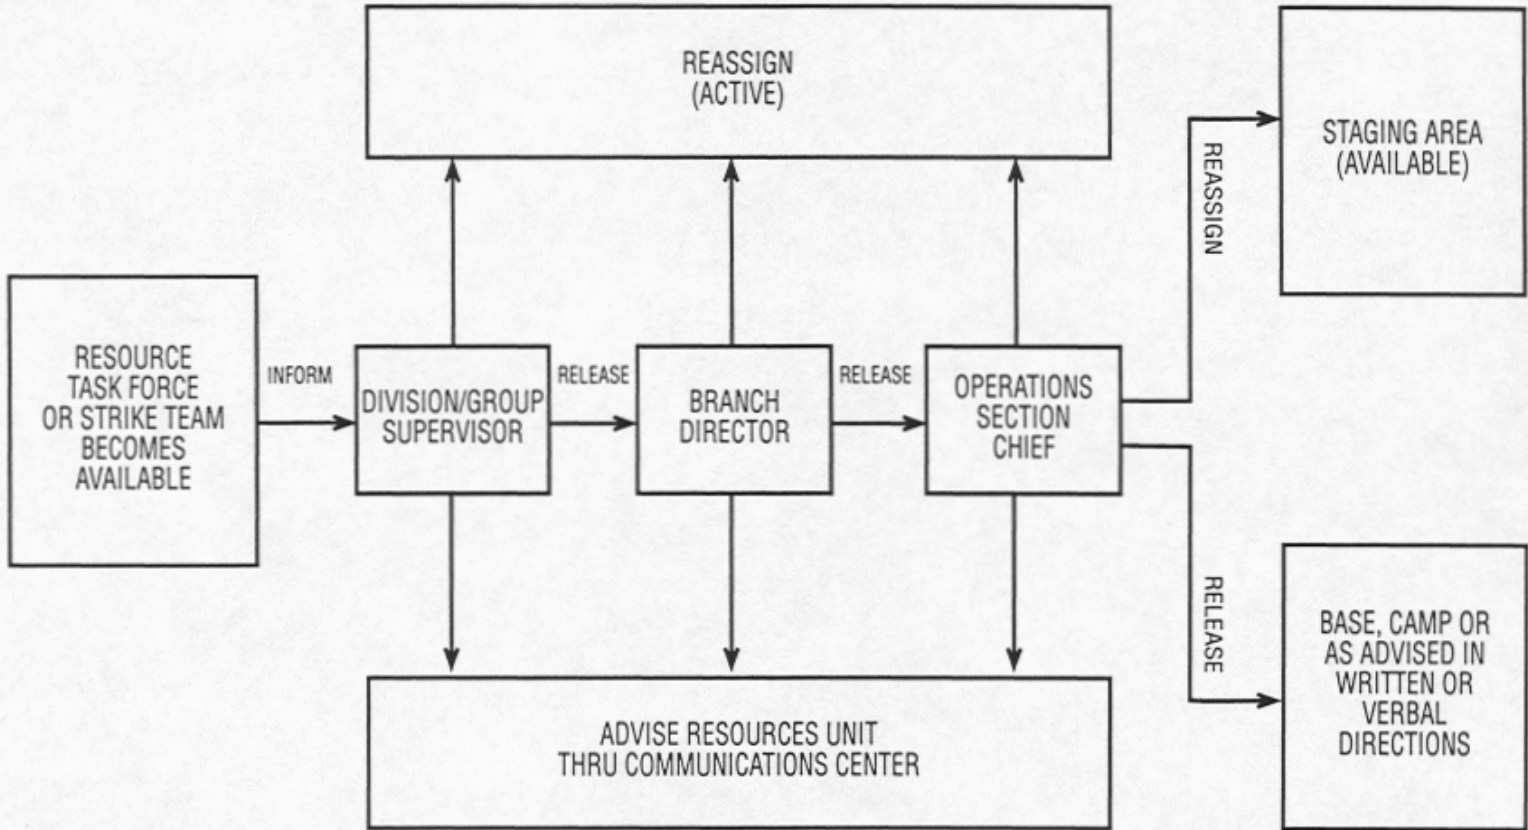 REASSIGN
(ACTIVE)
STAGING AREA
(AVAILABLE)
REASSIGN
RESOURCE
TASK FORCE
OR STRIKE TEAM
BECOMES
AVAILABLE
INFORM
DIVISION/GROUP
SUPERVISOR
RELEASE
BRANCH
DIRECTOR
RELEASE
OPERATIONS
SECTION
CHIEF
RELEASE
BASE, CAMP OR
AS ADVISED IN
WRITTEN OR
VERBAL
DIRECTIONS
ADVISE RESOURCES UNIT
THRU COMMUNICATIONS CENTER